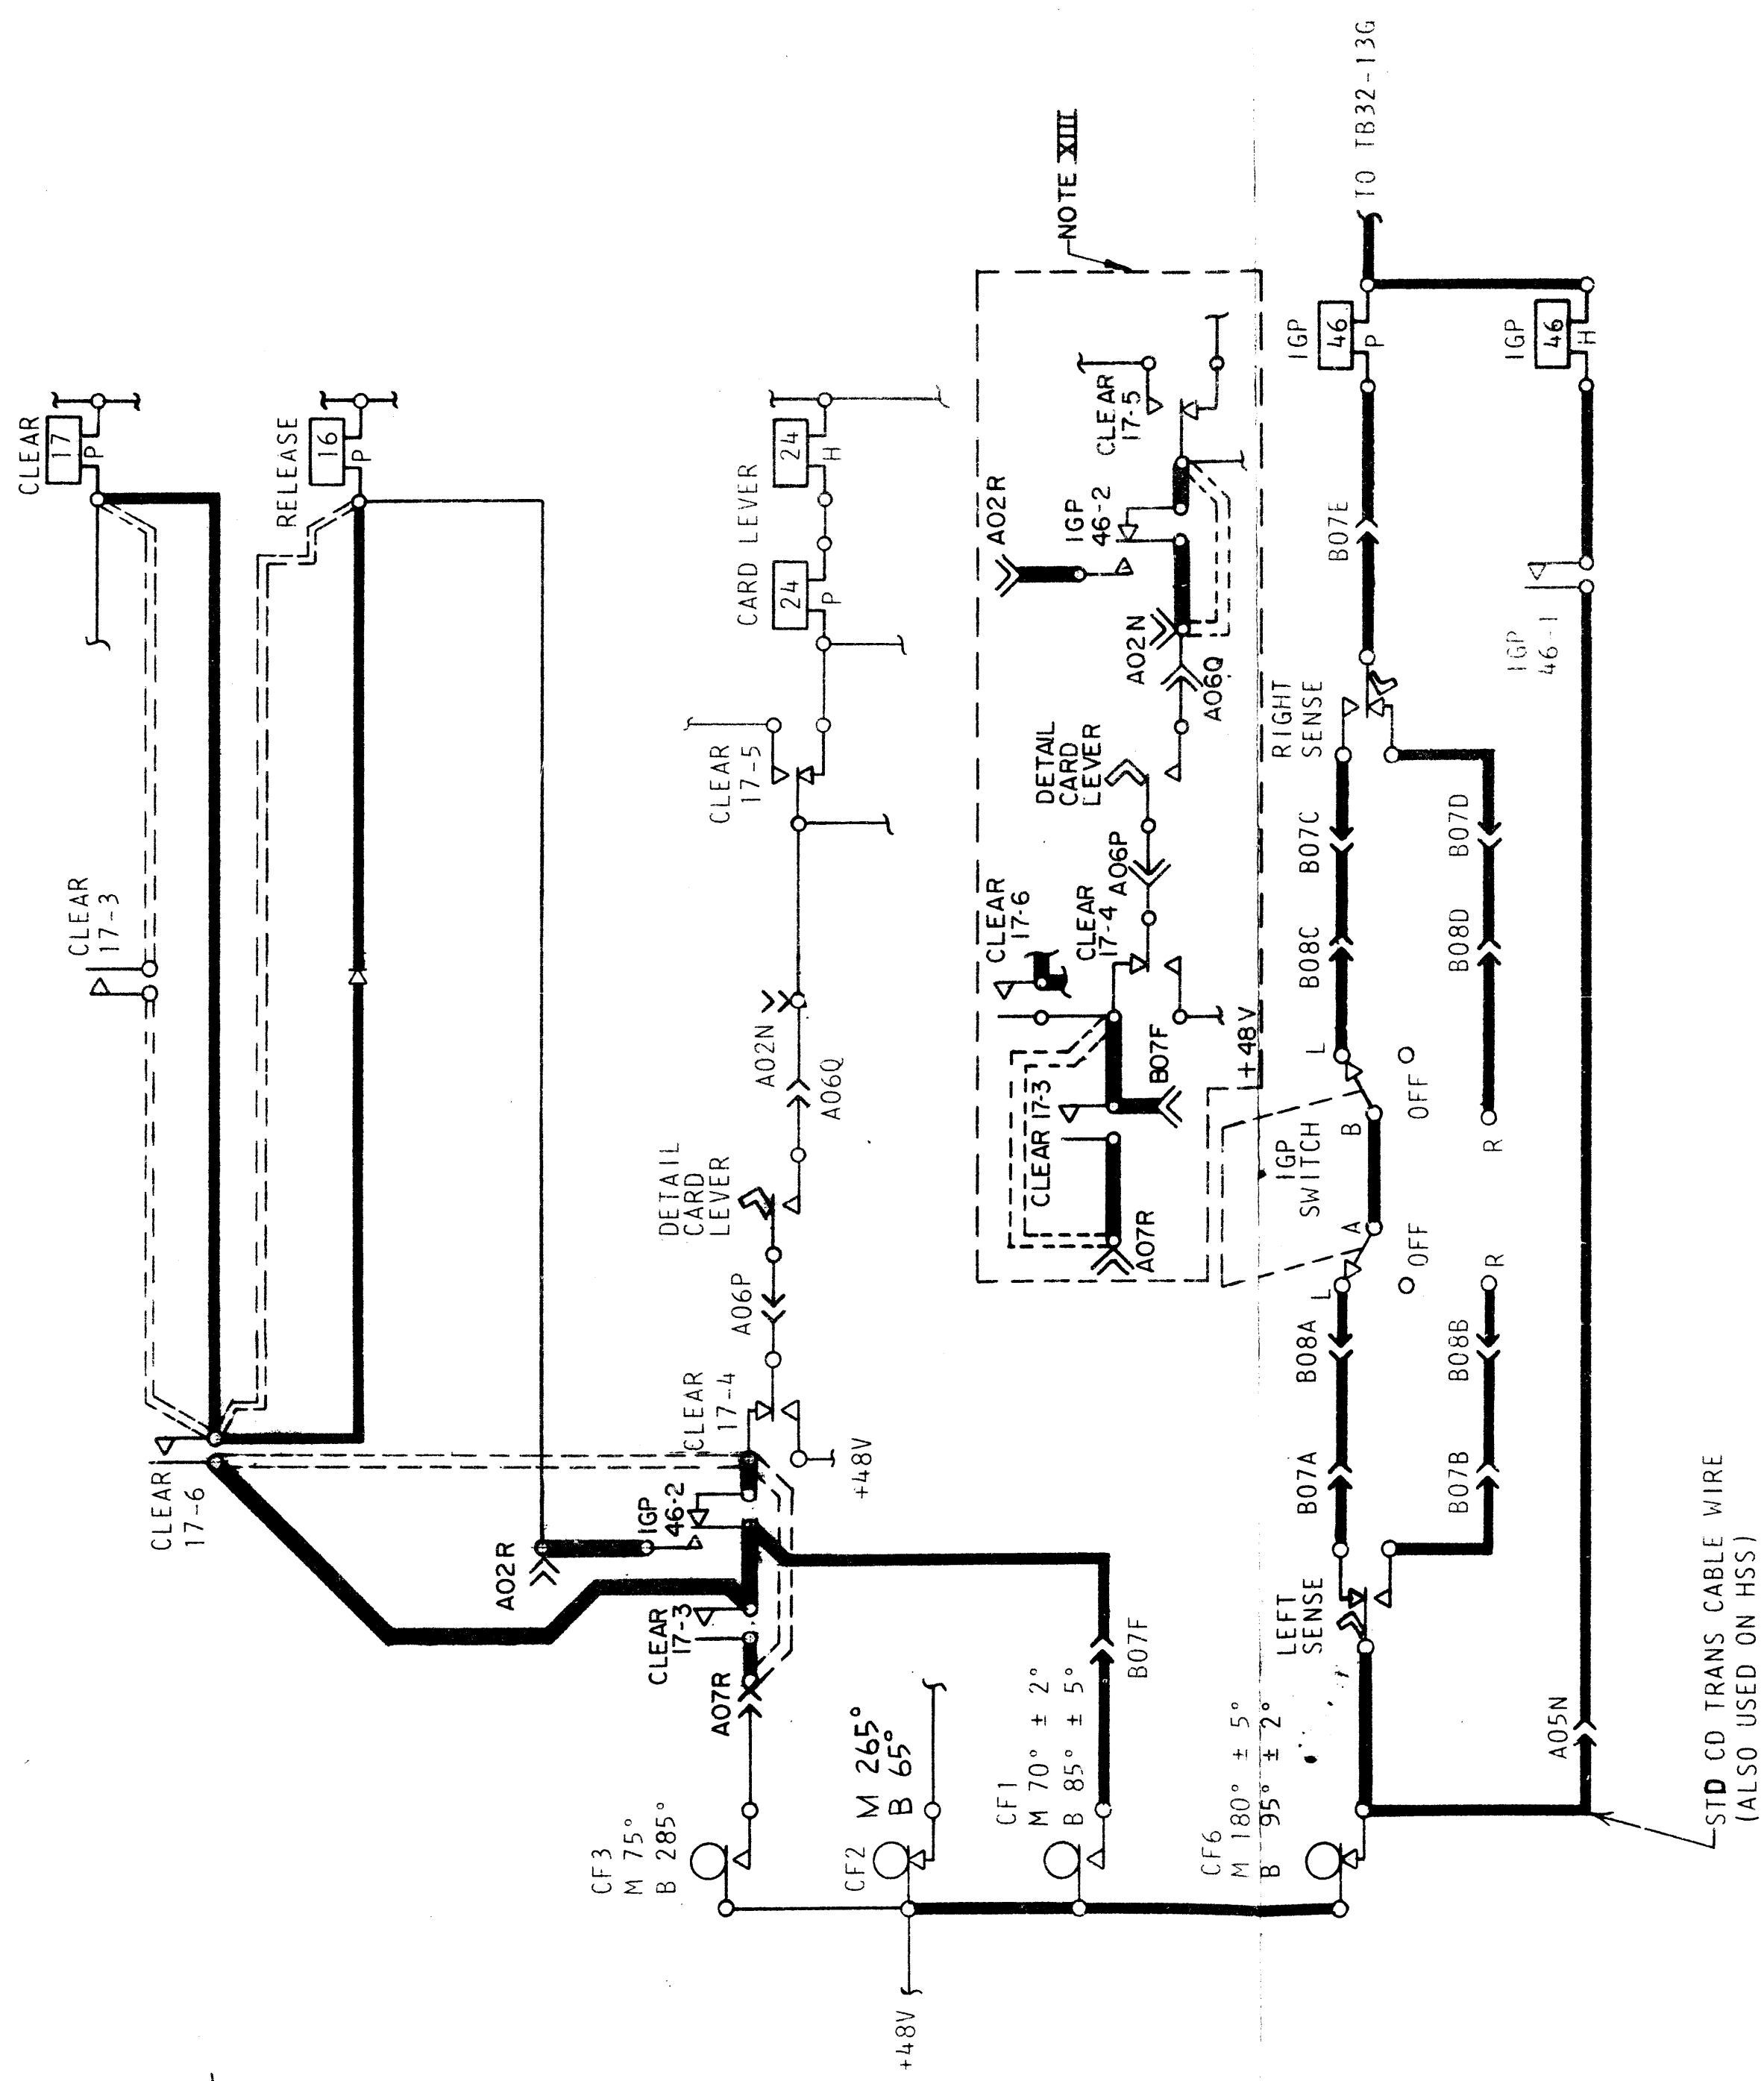 CLEAR
17
P
CLEAR
17-3
CLEAR
17-6
RELEASE
16
P
A02R
IGP
46-2
CLEAR
17-3
A07R
CF3
M 75°
B 285°
CLEAR
17-4
+48V
A06P
DETAIL
CARD
LEVER
A02N
A06Q
CLEAR
17-5
CARD LEVER
24
P
24
H
+48V
CF2
M 265°
B 65°
CF1
M 70° ± 2°
B 85° ± 5°
B07F
NOTE XIII
A07R
CLEAR 17-3
B07F
CLEAR
17-6
CLEAR
17-4
+48V
A06P
DETAIL
CARD
LEVER
A02N
A06Q
A02R
IGP
46-2
CLEAR
17-5
CF6
M 180° ± 5°
B 95° ± 2°
LEFT
SENSE
B07A
B08A
L
A
OFF
IGP
SWITCH
B
L
OFF
B08C
B07C
RIGHT
SENSE
B07E
IGP
46
P
TO TB32-13G
B07B
B08B
R
R
B08D
B07D
A05N
IGP
46-1
IGP
46
H
STD CD TRANS CABLE WIRE
(ALSO USED ON HSS)